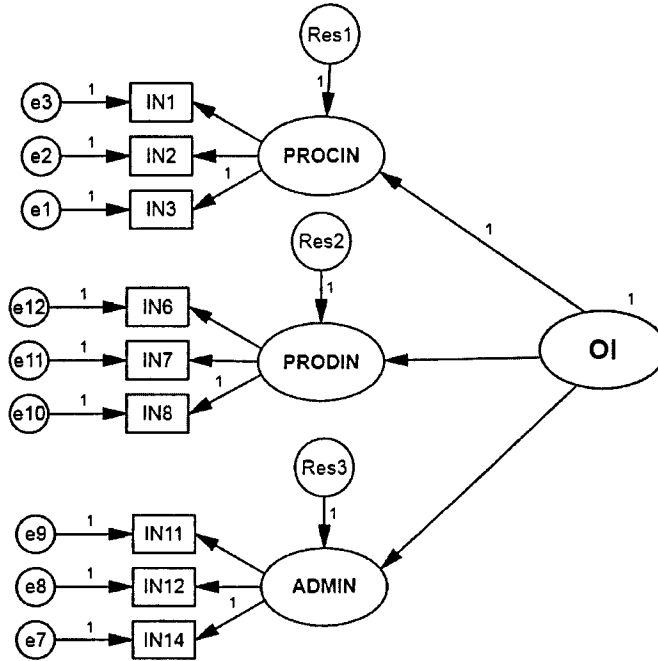 Res1
1
e3 1 IN1
e2 1 IN2 PROCIN
1
e1 1 IN3
1
Res2
1
e12 1 IN6
1
OI
e11 1 IN7 PRODIN
1
e10 1 IN8
Res3
1
e9 1 IN11
e8 1 IN12 ADMIN
1
e7 1 IN14